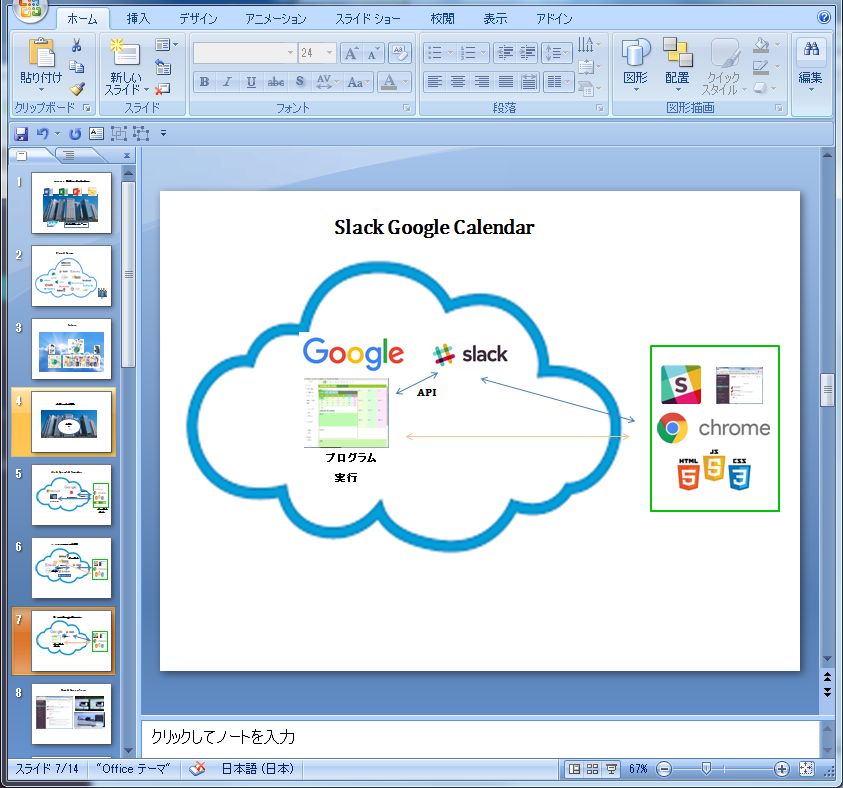 ホーム 挿入 デザイン アニメーション スライド ショー 校閲 表示 アドイン
貼り付け
新しい
スライド
24
B I U abc S AV Aa A
図形 配置 クイック
スタイル
編集
クリップボード スライド フォント 段落 図形描画
1
2
3
4
5
6
7
8
Slack Google Calendar
Google slack
API
プログラム
実行
S
chrome
HTML JS CSS
5 5 3
クリックしてノートを入力
スライド 7/14 "Office テーマ" 日本語 (日本) 67%